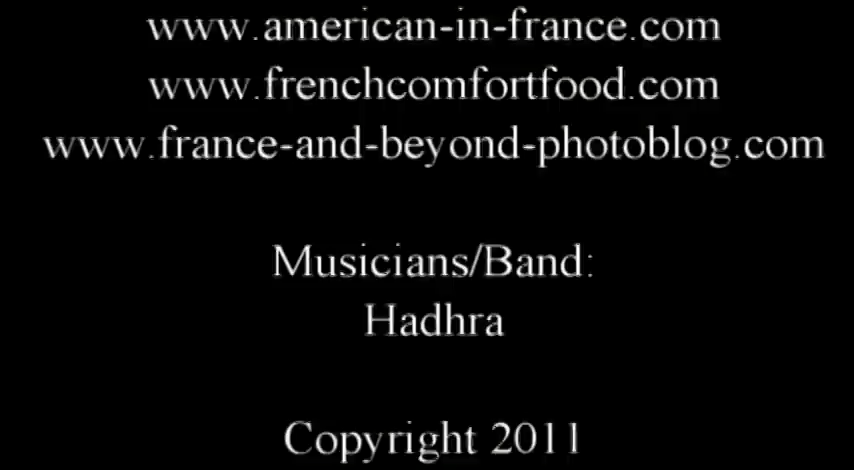 www.american-in-france.com
www.frenchcomfortfood.com
www.france-and-beyond-photoblog.com
Musicians/Band:
Hadhra
Copyright 2011